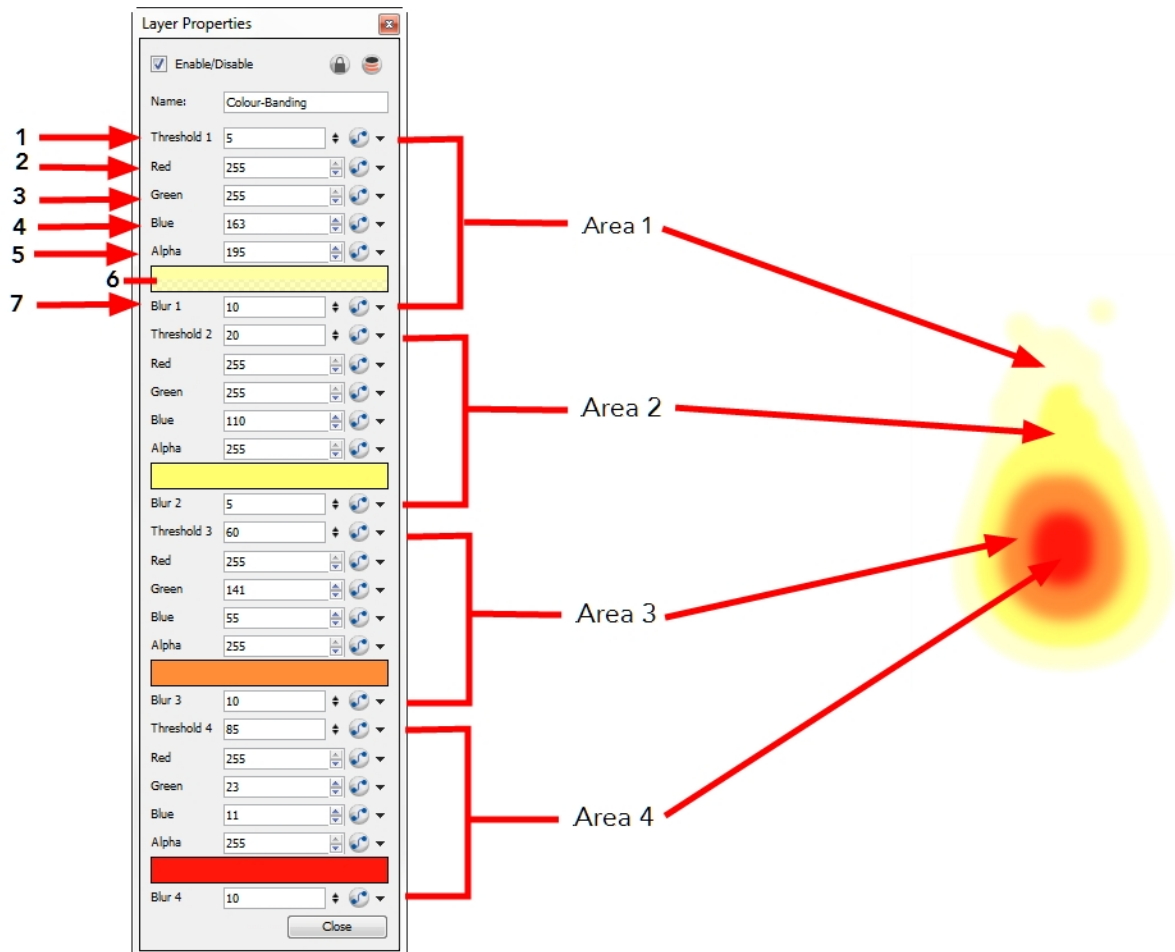 Layer Properties
Enable/Disable
Name: Colour-Banding
1 Threshold 1 5
2 Red 255
3 Green 255
4 Blue 163
5 Alpha 195
6
7 Blur 1 10
Threshold 2 20
Red 255
Green 255
Blue 110
Alpha 255
Blur 2 5
Threshold 3 60
Red 255
Green 141
Blue 55
Alpha 255
Blur 3 10
Threshold 4 85
Red 255
Green 23
Blue 11
Alpha 255
Blur 4 10
Close
Area 1
Area 2
Area 3
Area 4